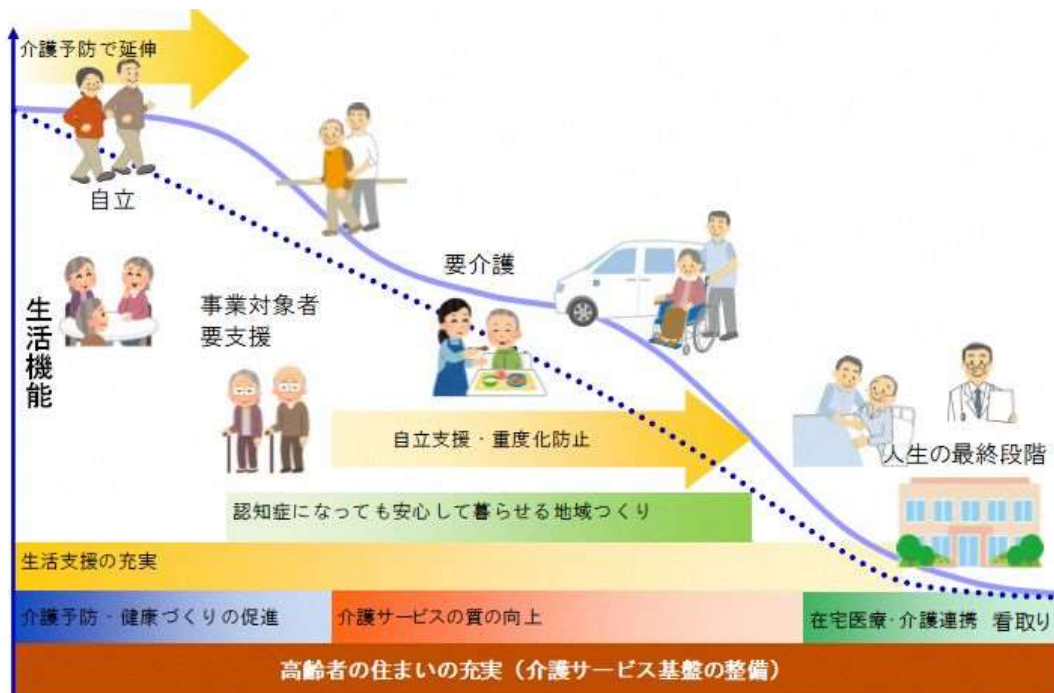 介護予防で延伸
自立
要介護
事業対象者
要支援
生活機能
自立支援・重度化防止
人生の最終段階
認知症になっても安心して暮らせる地域つくり
生活支援の充実
介護予防・健康づくりの促進
介護サービスの質の向上
在宅医療・介護連携 看取り
高齢者の住まいの充実（介護サービス基盤の整備）